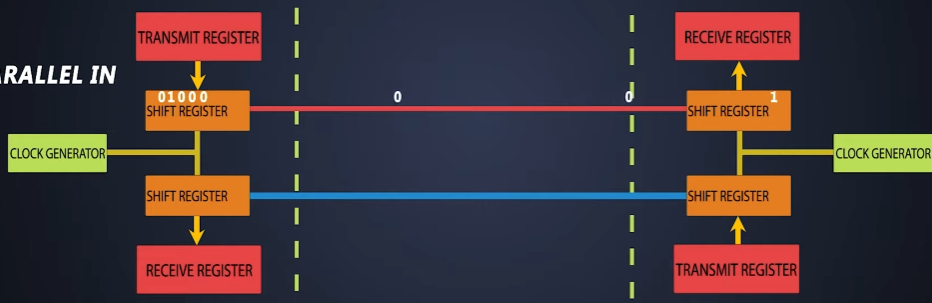 TRANSMIT REGISTER
RECEIVE REGISTER
RALLEL IN
01000
0
0
1
SHIFT REGISTER
SHIFT REGISTER
CLOCK GENERATOR
CLOCK GENERATOR
SHIFT REGISTER
SHIFT REGISTER
RECEIVE REGISTER
TRANSMIT REGISTER